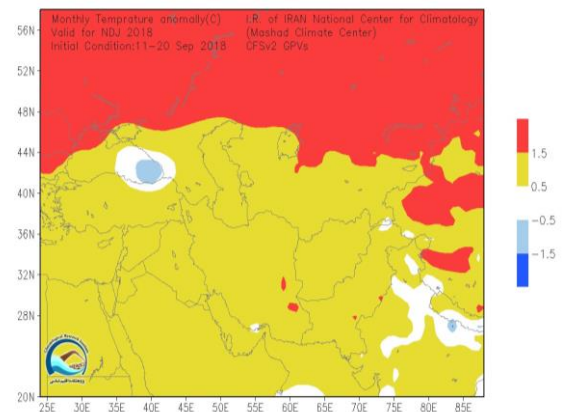 Monthly Temprature anomally(C) I.R. of IRAN National Center for Climatology
Valid for NDJ 2018 (Mashad Climate Center)
Initial Condition:11-20 Sep 2018 CFSv2 GPVs
56N
52N
48N
44N
40N
36N
32N
28N
20N
25E 30E 35E 40E 45E 50E 55E 60E 65E 70E 75E 80E 85E
1.5
0.5
-0.5
-1.5